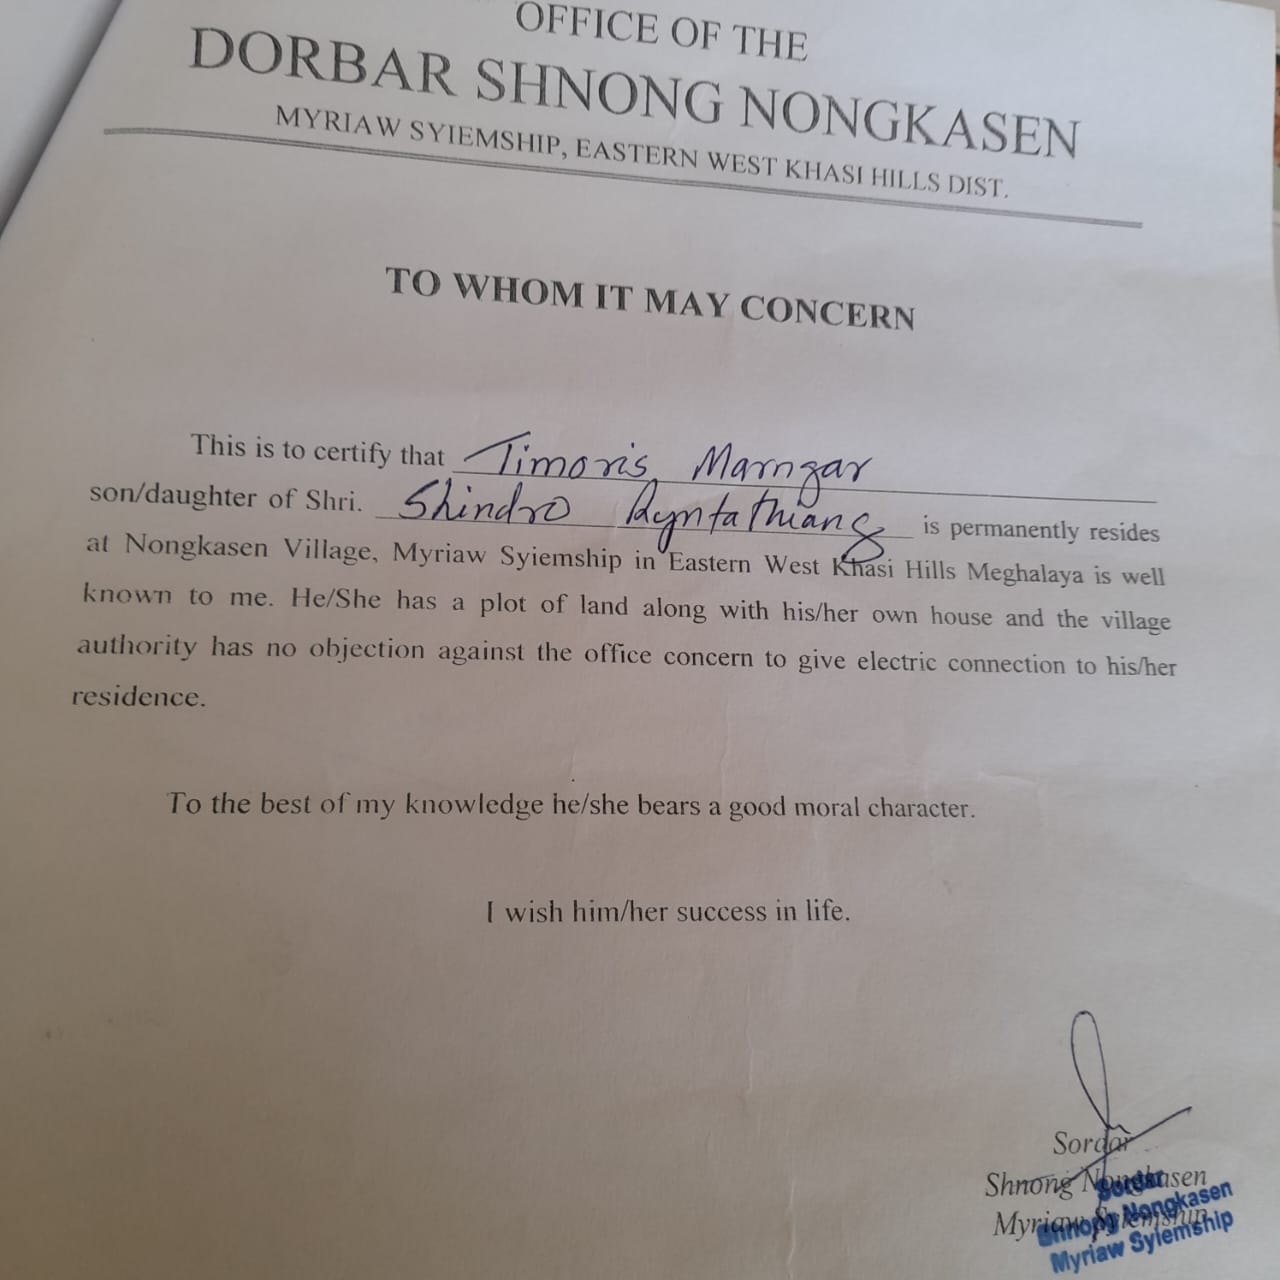 OFFICE OF THE
DORBAR SHNONG NONGKASEN
MYRIAW SYIEMSHIP, EASTERN WEST KHASI HILLS DIST.
TO WHOM IT MAY CONCERN
This is to certify that Timoris Marngar
son/daughter of Shri. Shindro Ryntathiang is permanently resides
at Nongkasen Village, Myriaw Syiemship in Eastern West Khasi Hills Meghalaya is well
known to me. He/She has a plot of land along with his/her own house and the village
authority has no objection against the office concern to give electric connection to his/her
residence.
To the best of my knowledge he/she bears a good moral character.
I wish him/her success in life.
Sordar
Shnong Nongkasen
Myriaw Syiemship
Sordar
Shnong Nongkasen
Myriaw Syiemship